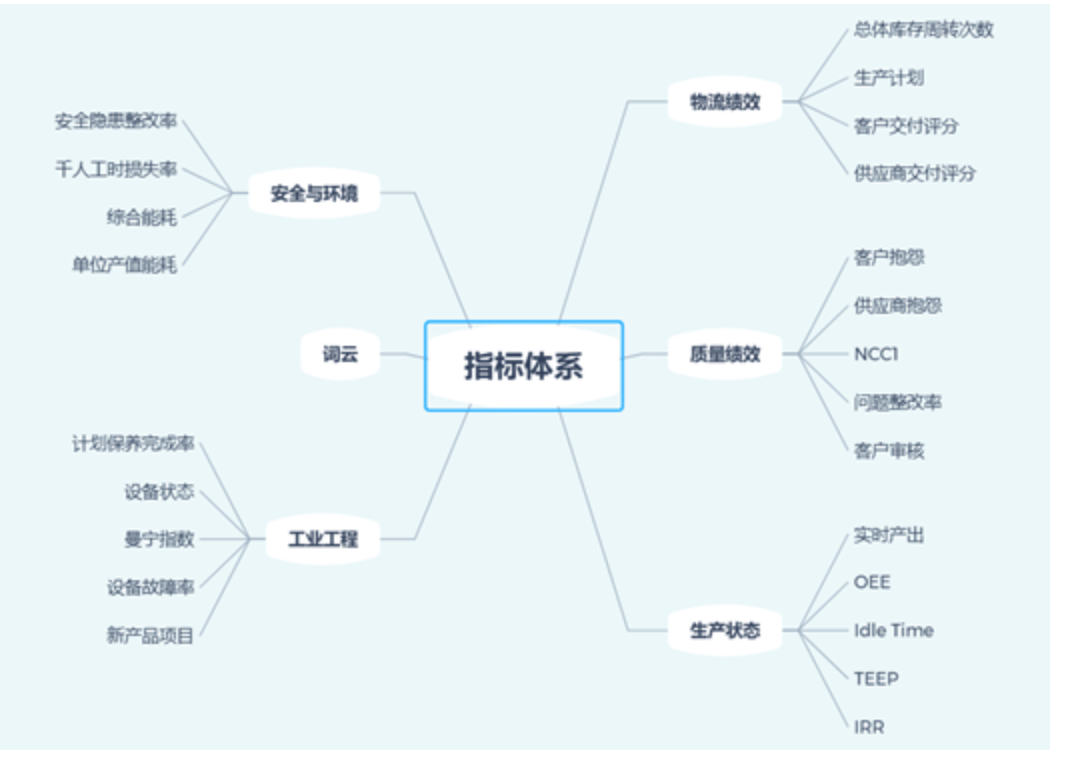 指标体系
物流绩效
总体库存周转次数
生产计划
客户交付评分
供应商交付评分
质量绩效
客户抱怨
供应商抱怨
NCC1
问题整改率
客户审核
生产状态
实时产出
OEE
Idle Time
TEEP
IRR
安全与环境
安全隐患整改率
千人工时损失率
综合能耗
单位产值能耗
词云
工业工程
计划保养完成率
设备状态
曼宁指数
设备故障率
新产品项目